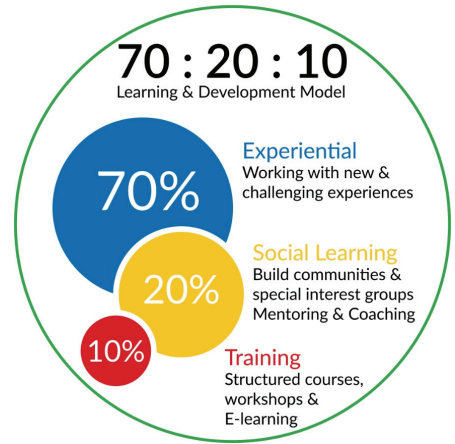 70 : 20 : 10
Learning & Development Model
70%
Experiential
Working with new &
challenging experiences
20%
Social Learning
Build communities &
special interest groups
Mentoring & Coaching
10%
Training
Structured courses,
workshops &
E-learning